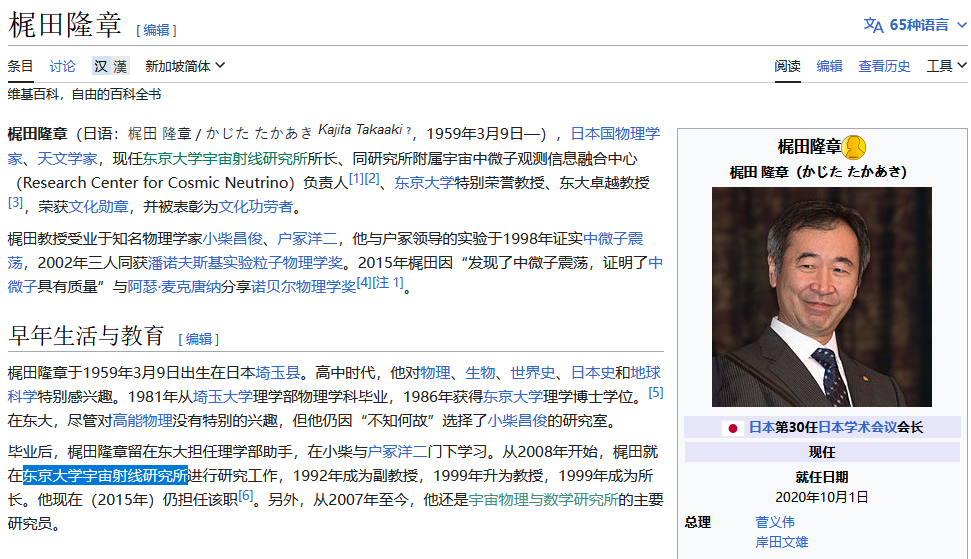 梶田隆章 [编辑]
文A 65种语言
条目 讨论 汉 漢 新加坡简体
阅读 编辑 查看历史 工具
维基百科，自由的百科全书
梶田隆章（日语：梶田 隆章 / かじた たかあき Kajita Takaaki ?，1959年3月9日—），日本国物理学
家、天文学家，现任东京大学宇宙射线研究所所长、同研究所附属宇宙中微子观测信息融合中心
（Research Center for Cosmic Neutrino）负责人[1][2]、东京大学特别荣誉教授、东大卓越教授
[3]，荣获文化勋章，并被表彰为文化功劳者。
梶田教授受业于知名物理学家小柴昌俊、户冢洋二，他与户冢领导的实验于1998年证实中微子震
荡，2002年三人同获潘诺夫斯基实验粒子物理学奖。2015年梶田因“发现了中微子震荡，证明了中
微子具有质量”与阿瑟·麦克唐纳分享诺贝尔物理学奖[4][注 1]。
早年生活与教育 [编辑]
梶田隆章于1959年3月9日出生在日本埼玉县。高中时代，他对物理、生物、世界史、日本史和地球
科学特别感兴趣。1981年从埼玉大学理学部物理学科毕业，1986年获得东京大学理学博士学位。[5]
在东大，尽管对高能物理没有特别的兴趣，但他仍因“不知何故”选择了小柴昌俊的研究室。
毕业后，梶田隆章留在东大担任理学部助手，在小柴与户冢洋二门下学习。从2008年开始，梶田就
在东京大学宇宙射线研究所进行研究工作，1992年成为副教授，1999年升为教授，1999年成为所
长。他现在（2015年）仍担任该职[6]。另外，从2007年至今，他还是宇宙物理与数学研究所的主要
研究员。
梶田隆章
梶田 隆章（かじた たかあき）
日本第30任日本学术会议会长
现任
就任日期
2020年10月1日
总理 菅义伟
岸田文雄